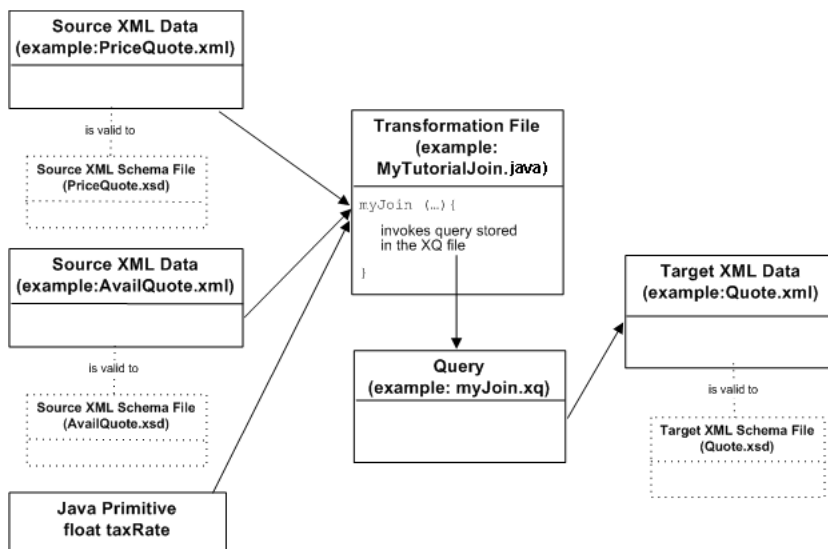 Source XML Data
(example:PriceQuote.xml)
is valid to
Source XML Schema File
(PriceQuote.xsd)
Source XML Data
(example:AvailQuote.xml)
is valid to
Source XML Schema File
(AvailQuote.xsd)
Java Primitive
float taxRate
Transformation File
(example:
MyTutorialJoin.java)
myJoin (…){
invokes query stored
in the XQ file
}
Query
(example: myJoin.xq)
Target XML Data
(example:Quote.xml)
is valid to
Target XML Schema File
(Quote.xsd)